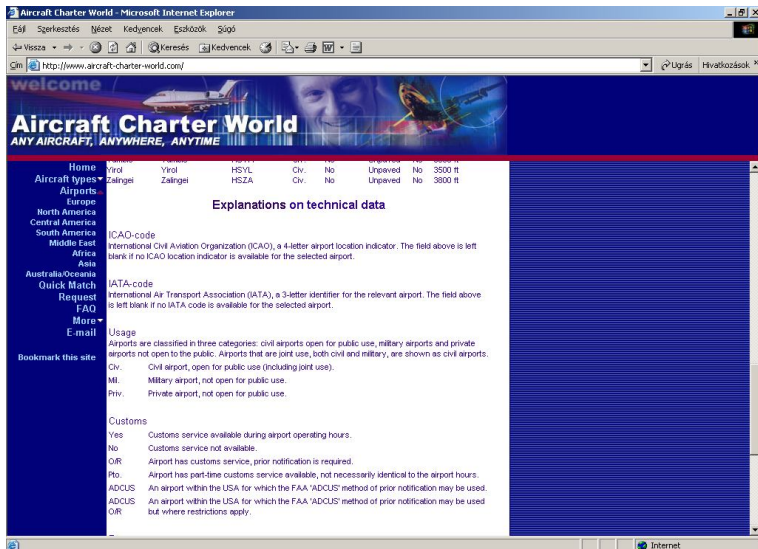 Aircraft Charter World - Microsoft Internet Explorer
Fájl Szerkesztés Nézet Kedvencek Eszközök Súgó
Vissza Keresés Kedvencek
Cím http://www.aircraft-charter-world.com/ Ugrás Hivatkozások »
welcome
Aircraft Charter World
ANY AIRCRAFT, ANYWHERE, ANYTIME
Home
Aircraft types
Airports
Europe
North America
Central America
South America
Middle East
Africa
Asia
Australia/Oceania
Quick Match
Request
FAQ
More
E-mail
Bookmark this site
Yirol Yirol HSYL Civ. No Unpaved No 3500 ft
Zalingei Zalingei HSZA Civ. No Unpaved No 3800 ft
Explanations on technical data
ICAO-code
International Civil Aviation Organization (ICAO), a 4-letter airport location indicator. The field above is left
blank if no ICAO location indicator is available for the selected airport.
IATA-code
International Air Transport Association (IATA), a 3-letter identifier for the relevant airport. The field above
is left blank if no IATA code is available for the selected airport.
Usage
Airports are classified in three categories: civil airports open for public use, military airports and private
airports not open to the public. Airports that are joint use, both civil and military, are shown as civil airports.
Civ. Civil airport, open for public use (including joint use).
Mil. Military airport, not open for public use.
Priv. Private airport, not open for public use.
Customs
Yes Customs service available during airport operating hours.
No Customs service not available.
O/R Airport has customs service, prior notification is required.
Pto. Airport has part-time customs service available, not necessarily identical to the airport hours.
ADCUS An airport within the USA for which the FAA 'ADCUS' method of prior notification may be used.
ADCUS An airport within the USA for which the FAA 'ADCUS' method of prior notification may be used
O/R but where restrictions apply.
Internet